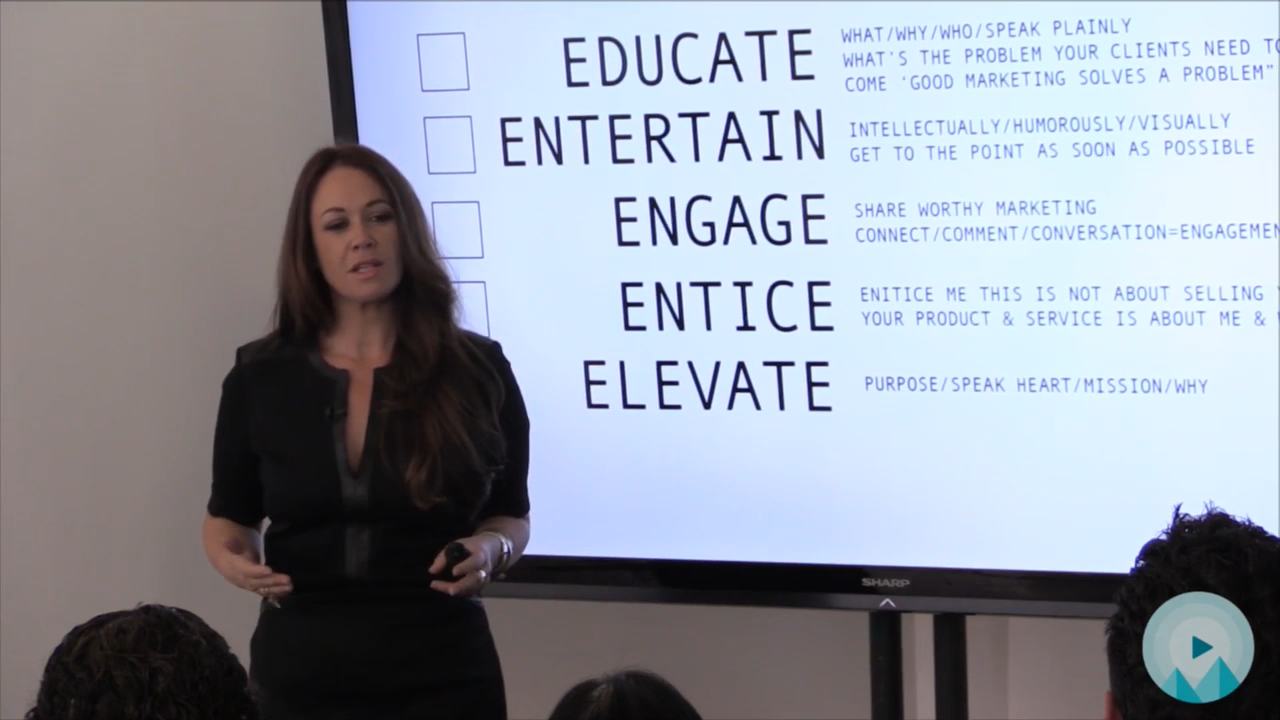 EDUCATE
WHAT/WHY/WHO/SPEAK PLAINLY
WHAT'S THE PROBLEM YOUR CLIENTS NEED
COME 'GOOD MARKETING SOLVES A PROBLEM"
ENTERTAIN
INTELLECTUALLY/HUMOROUSLY/VISUALLY
GET TO THE POINT AS SOON AS POSSIBLE
ENGAGE
SHARE WORTHY MARKETING
CONNECT/COMMENT/CONVERSATION=ENGAGEMEN
ENTICE
ENITICE ME THIS IS NOT ABOUT SELLING
YOUR PRODUCT & SERVICE IS ABOUT ME &
ELEVATE
PURPOSE/SPEAK HEART/MISSION/WHY
SHARP